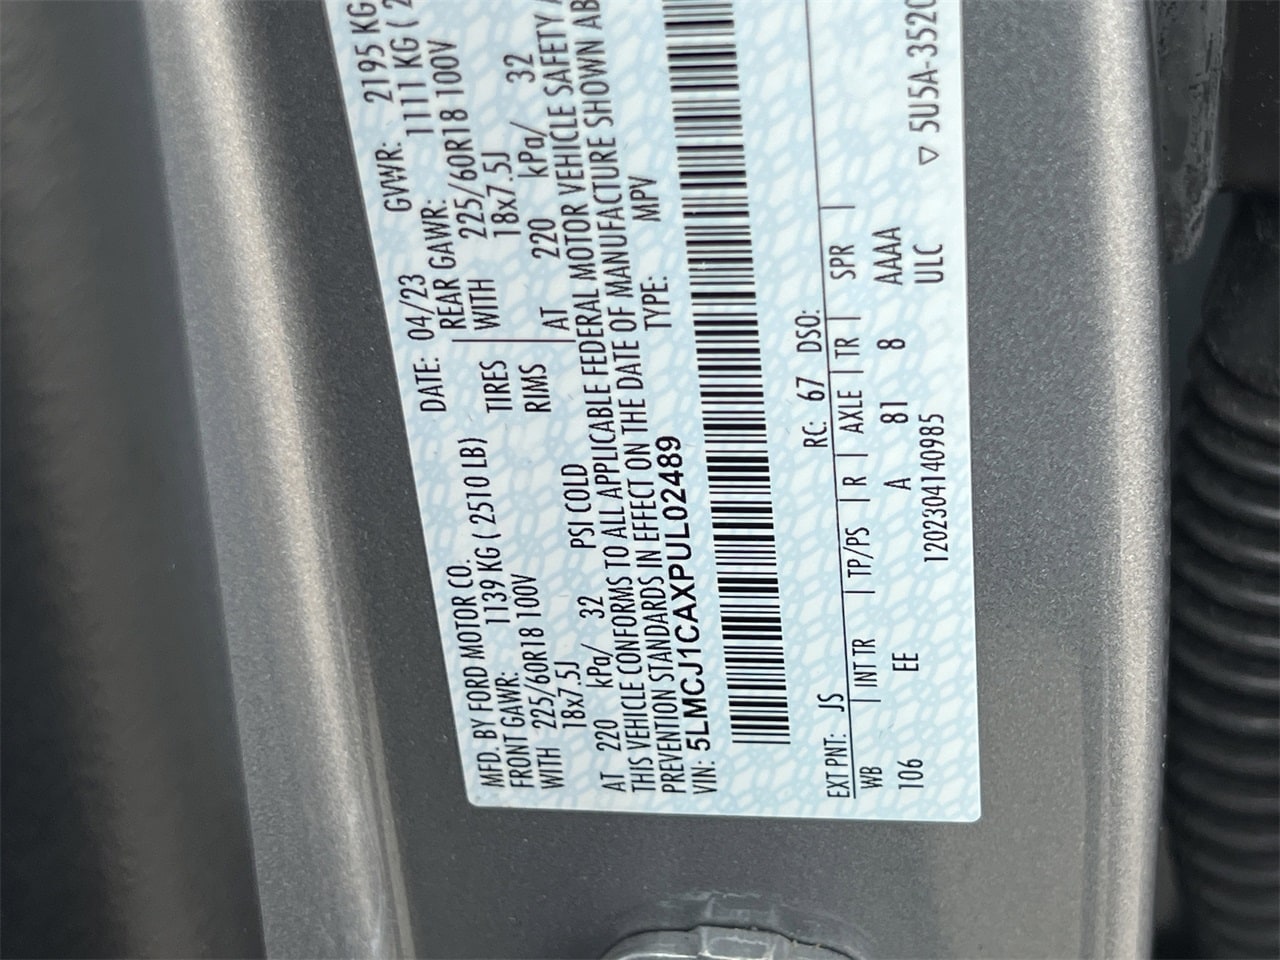 MFD. BY FORD MOTOR CO.
DATE: 04/23 GVWR: 2195 KG
FRONT GAWR: 1139 KG ( 2510 LB)
REAR GAWR: 1111 KG ( 2
WITH 225/60R18 100V TIRES WITH 225/60R18 100V
18x7.5J RIMS 18x7.5J
AT 220 kPa/ 32 PSI COLD AT 220 kPa/ 32
THIS VEHICLE CONFORMS TO ALL APPLICABLE FEDERAL MOTOR VEHICLE SAFETY
PREVENTION STANDARDS IN EFFECT ON THE DATE OF MANUFACTURE SHOWN AB
VIN: 5LMCJ1CAXPUL02489 TYPE: MPV
EXT PNT: JS RC: 67 DSO:
WB | INT TR | TP/PS | R | AXLE | TR | SPR |
106 EE A 81 8 AAAA
120230414098​5 ULC ▽ 5U5A-3520